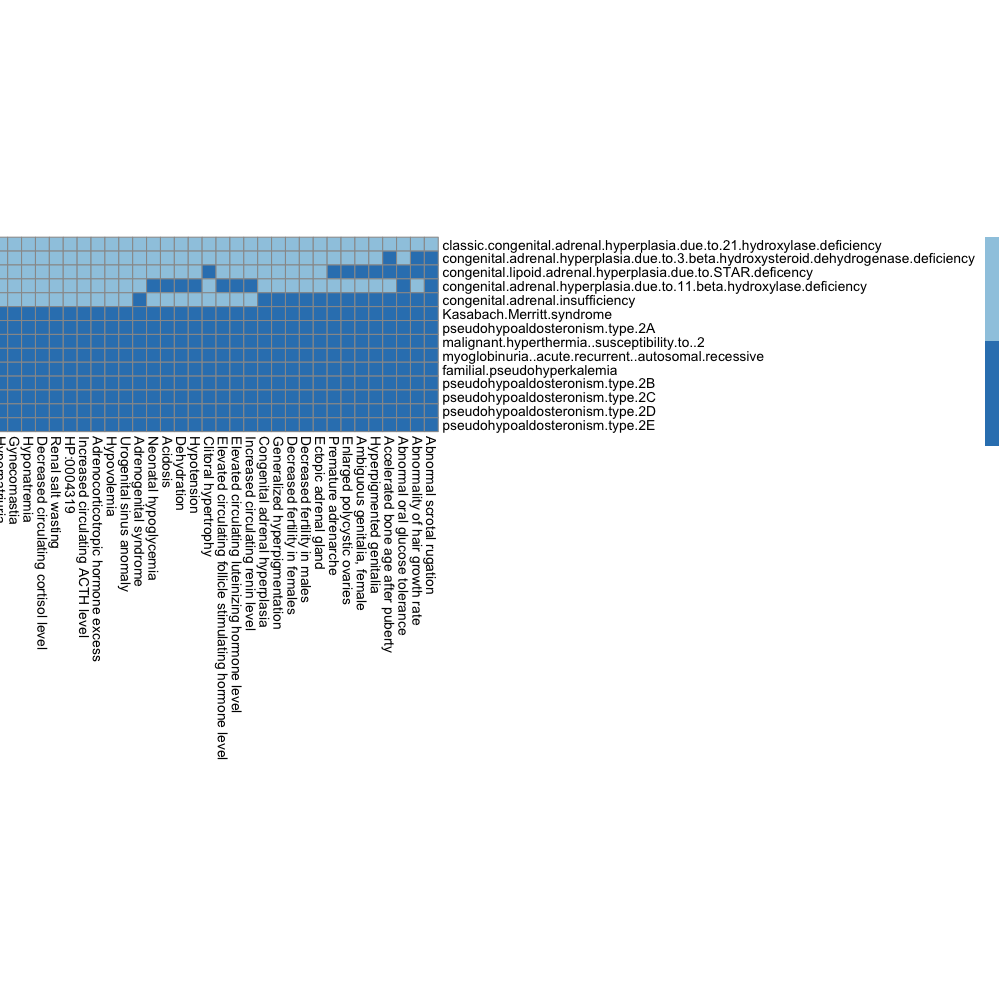 classic.congenital.adrenal.hyperplasia.due.to.21.hydroxylase.deficiency
congenital.adrenal.hyperplasia.due.to.3.beta.hydroxysteroid.dehydrogenase.deficiency
congenital.lipoid.adrenal.hyperplasia.due.to.STAR.deficency
congenital.adrenal.hyperplasia.due.to.11.beta.hydroxylase.deficiency
congenital.adrenal.insufficiency
Kasabach.Merritt.syndrome
pseudohypoaldosteronism.type.2A
malignant.hyperthermia..susceptibility.to..2
myoglobinuria..acute.recurrent..autosomal.recessive
familial.pseudohyperkalemia
pseudohypoaldosteronism.type.2B
pseudohypoaldosteronism.type.2C
pseudohypoaldosteronism.type.2D
pseudohypoaldosteronism.type.2E
Gynecomastia
Hyponatremia
Decreased circulating cortisol level
Renal salt wasting
HP:0004319
Increased circulating ACTH level
Adrenocorticotropic hormone excess
Hypovolemia
Urogenital sinus anomaly
Adrenogenital syndrome
Neonatal hypoglycemia
Acidosis
Dehydration
Hypotension
Clitoral hypertrophy
Elevated circulating follicle stimulating hormone level
Elevated circulating luteinizing hormone level
Increased circulating renin level
Congenital adrenal hyperplasia
Generalized hyperpigmentation
Decreased fertility in females
Decreased fertility in males
Ectopic adrenal gland
Premature adrenarche
Enlarged polycystic ovaries
Ambiguous genitalia, female
Hyperpigmented genitalia
Accelerated bone age after puberty
Abnormal oral glucose tolerance
Abnormality of hair growth rate
Abnormal scrotal rugation